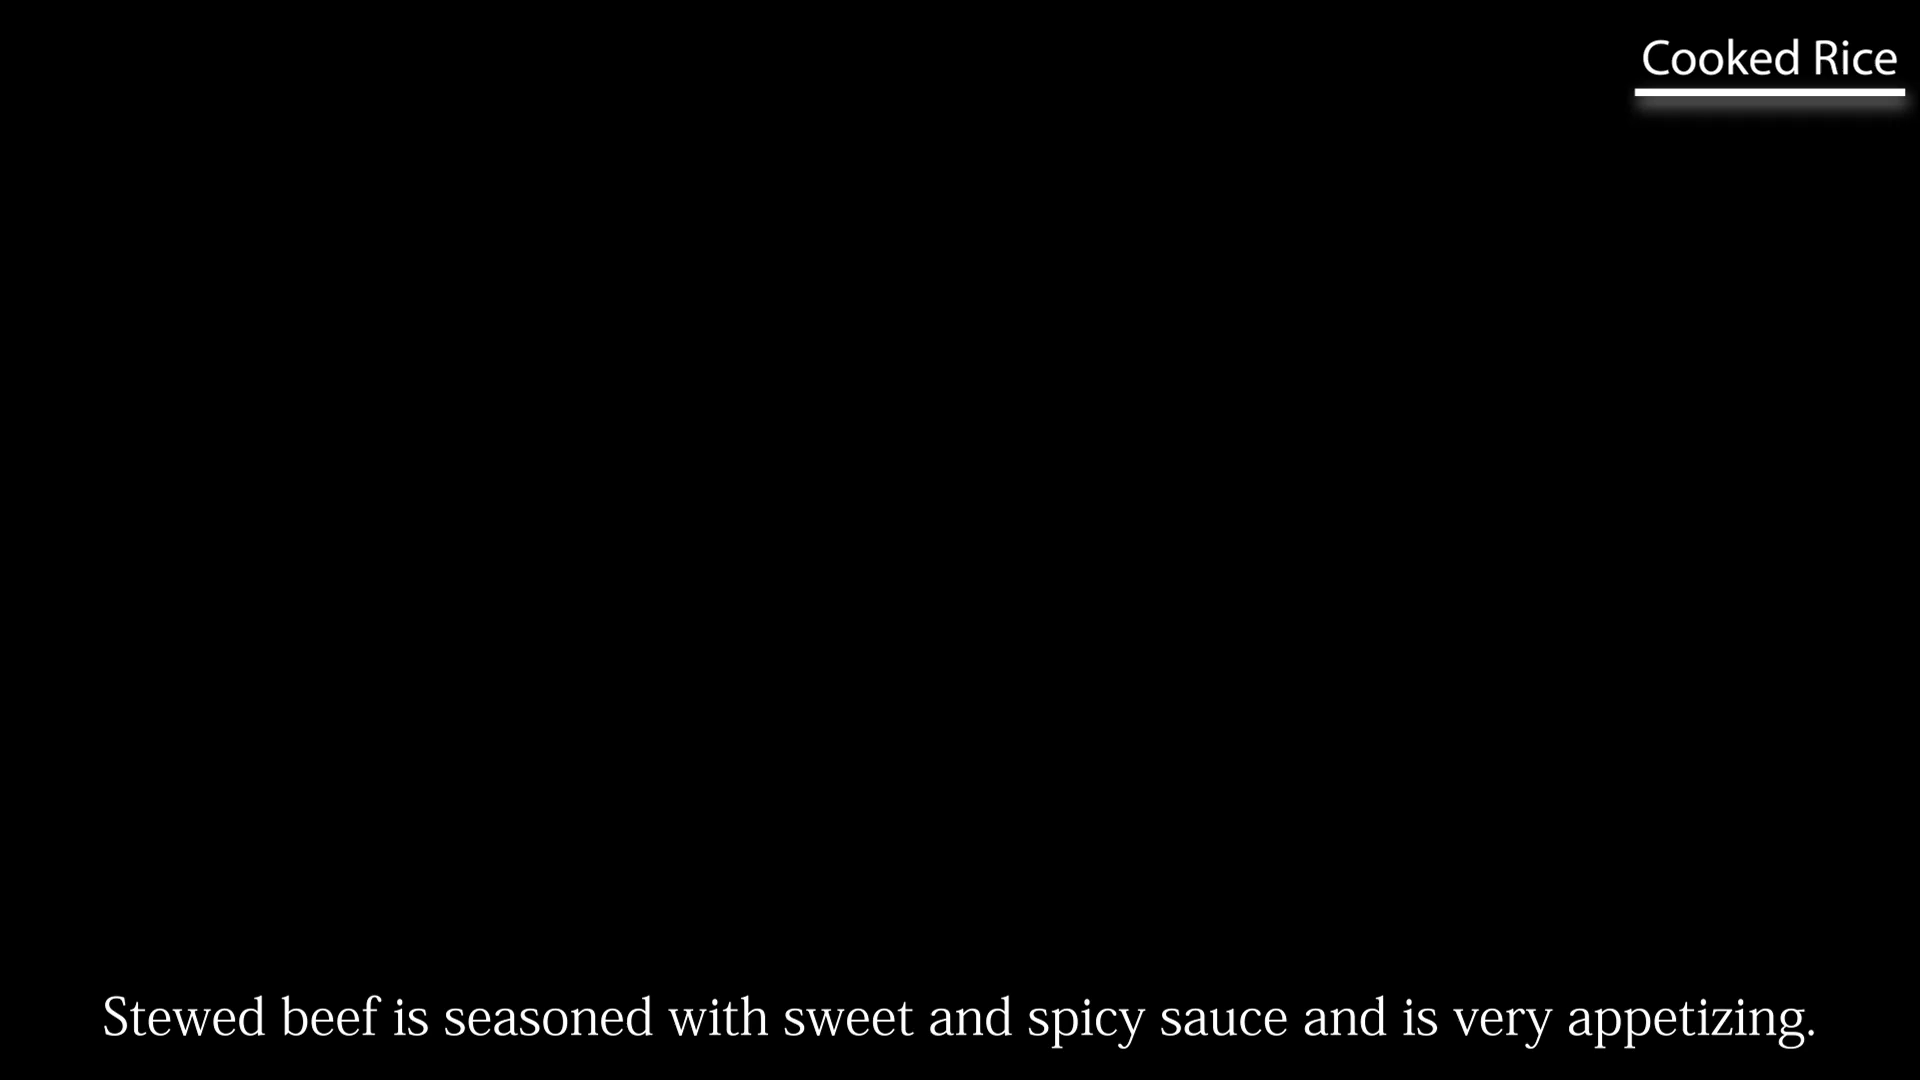 Cooked Rice
Stewed beef is seasoned with sweet and spicy sauce and is very appetizing.